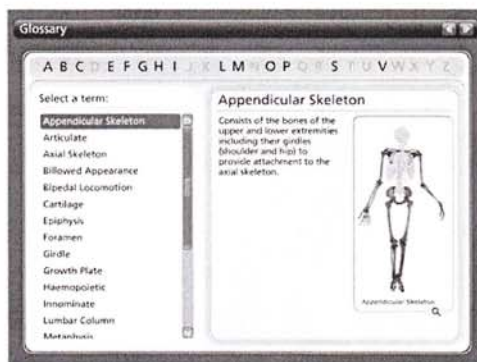 Glossary
A B C D E F G H I J K L M N O P Q R S T U V W X Y Z
Select a term:
Appendicular Skeleton
Articulate
Axial Skeleton
Billowed Appearance
Bipedal Locomotion
Cartilage
Epiphysis
Foramen
Girdle
Growth Plate
Haemopoietic
Innominate
Lumbar Column
Metaphysis
Appendicular Skeleton
Consists of the bones of the
upper and lower extremities
including their girdles
(shoulder and hip) to
provide attachment to the
axial skeleton.
Appendicular Skeleton